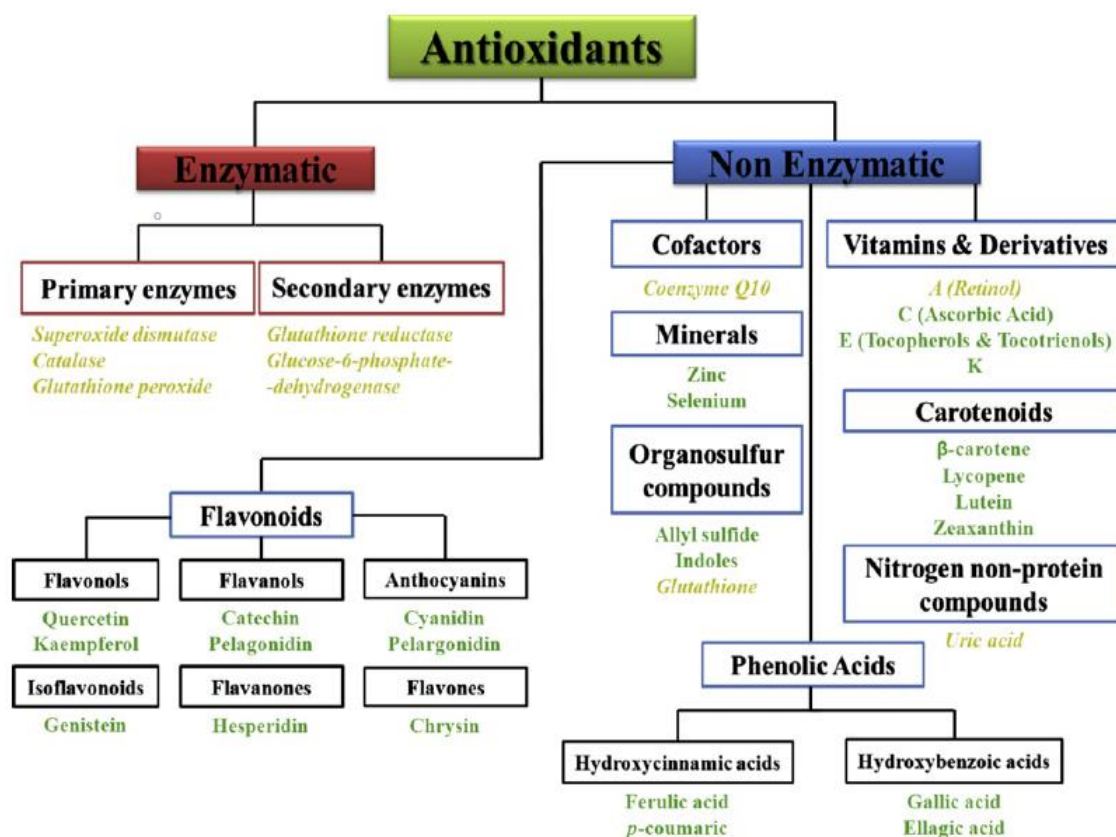 Antioxidants
Enzymatic
Non Enzymatic
Primary enzymes
Superoxide dismutase
Catalase
Glutathione peroxide
Secondary enzymes
Glutathione reductase
Glucose-6-phosphate-
-dehydrogenase
Cofactors
Coenzyme Q10
Minerals
Zinc
Selenium
Organosulfur
compounds
Allyl sulfide
Indoles
Glutathione
Vitamins & Derivatives
A (Retinol)
C (Ascorbic Acid)
E (Tocopherols & Tocotrienols)
K
Carotenoids
β-carotene
Lycopene
Lutein
Zeaxanthin
Nitrogen non-protein
compounds
Uric acid
Flavonoids
Flavonols
Quercetin
Kaempferol
Flavanols
Catechin
Pelagonidin
Anthocyanins
Cyanidin
Pelargonidin
Isoflavonoids
Genistein
Flavanones
Hesperidin
Flavones
Chrysin
Phenolic Acids
Hydroxycinnamic acids
Ferulic acid
p-coumaric
Hydroxybenzoic acids
Gallic acid
Ellagic acid